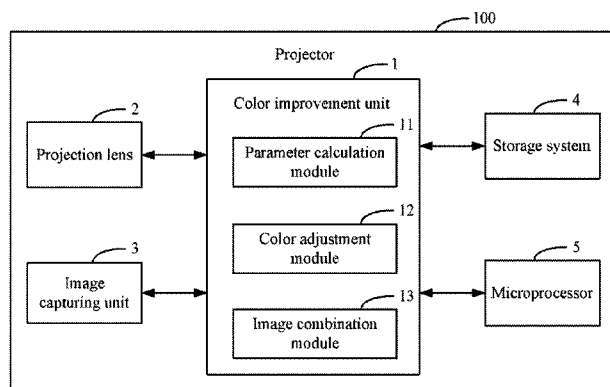 100
Projector
1
Color improvement unit
2
Projection lens
11
Parameter calculation
module
4
Storage system
12
Color adjustment
module
3
Image
capturing unit
13
Image combination
module
5
Microprocessor